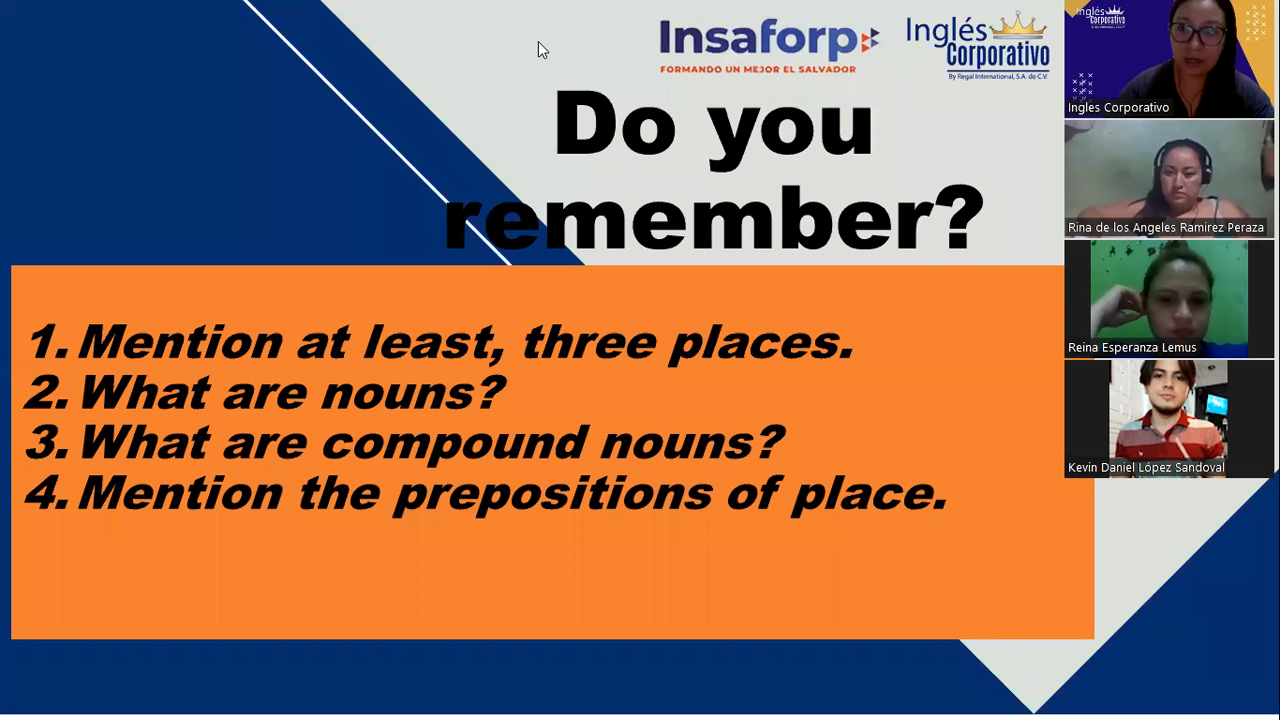 Insaforp
FORMANDO UN MEJOR EL SALVADOR
Inglés
Corporativo
By Regal International, S.A. de C.V.
Do you
remember?
1. Mention at least, three places.
2. What are nouns?
3. What are compound nouns?
4. Mention the prepositions of place.
Inglés
Corporativo
Ingles Corporativo
Rina de los Angeles Ramirez Peraza
Reina Esperanza Lemus
Kevin Daniel López Sandoval